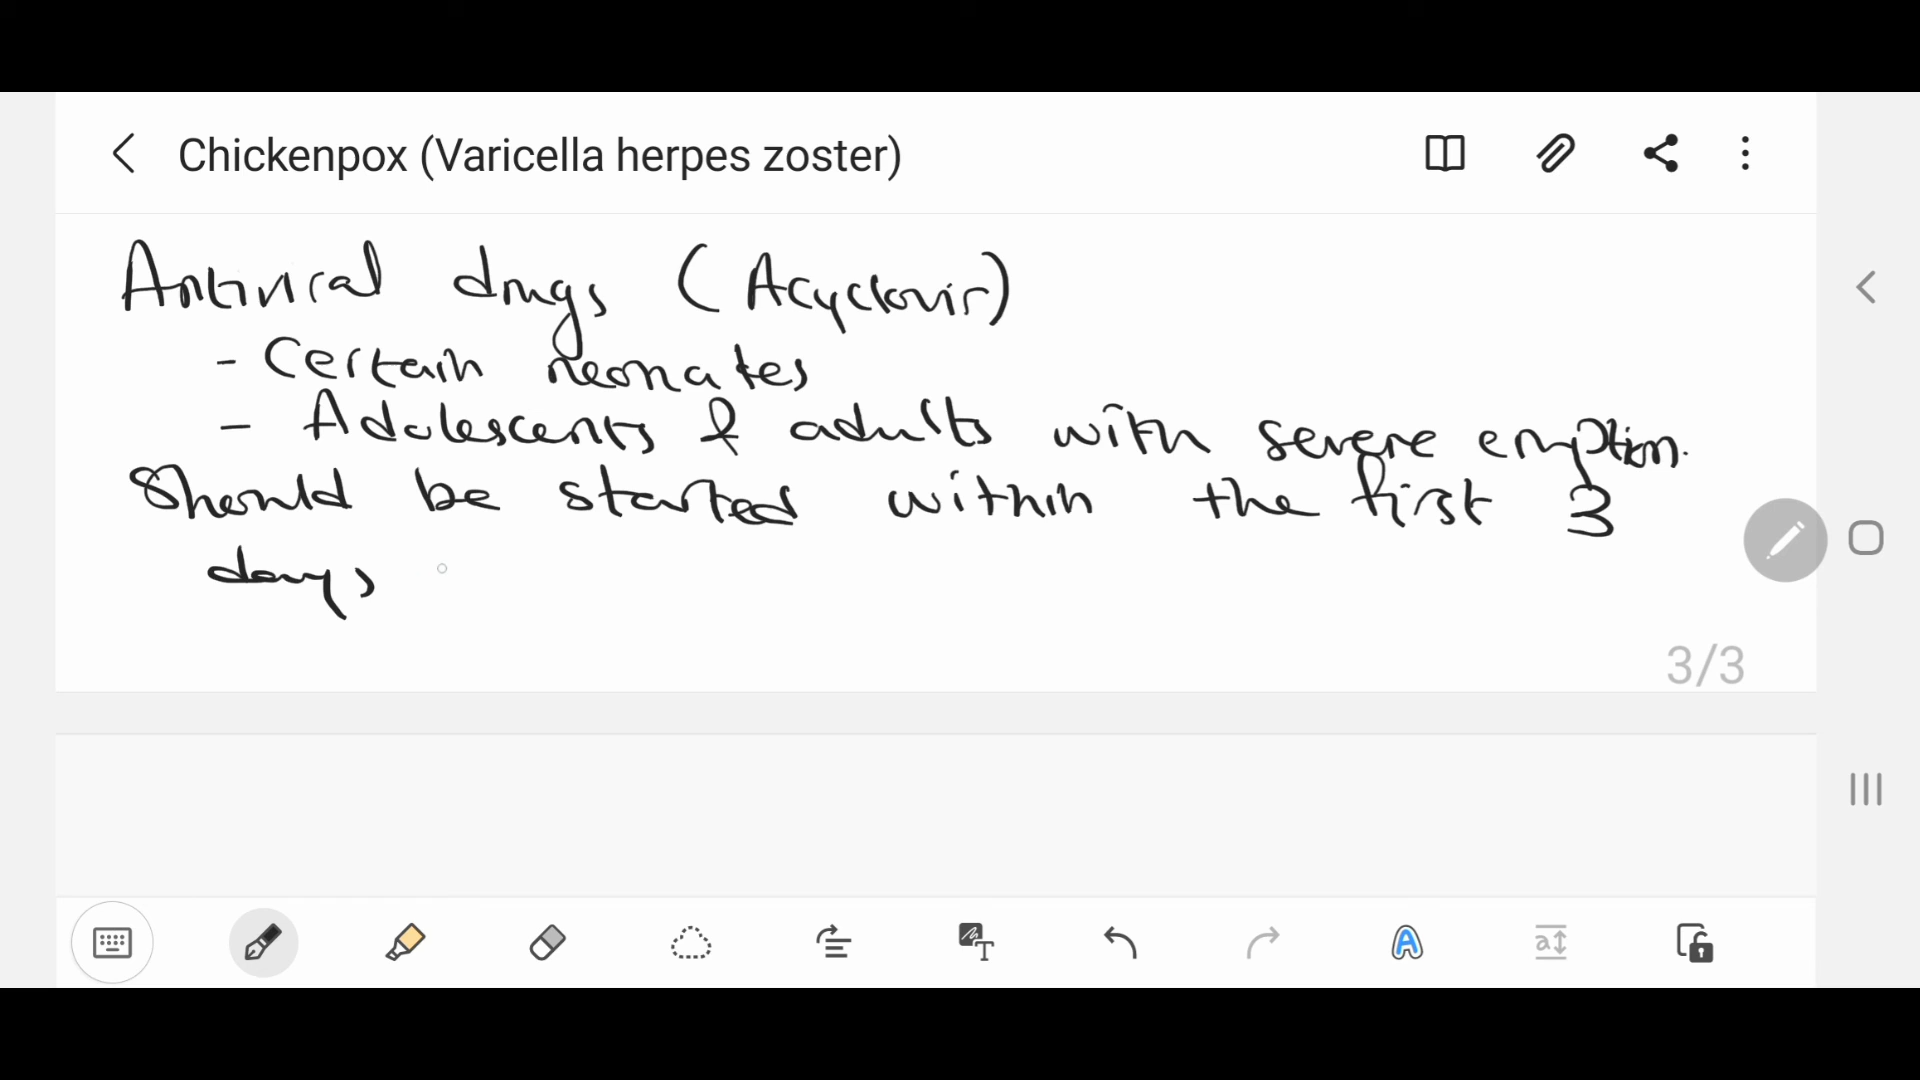 Chickenpox (Varicella herpes zoster)
Antiviral drugs (Acyclovir)
- Certain neonates
- Adolescents & adults with severe eruption.
Should be started within the first 3
days
3/3